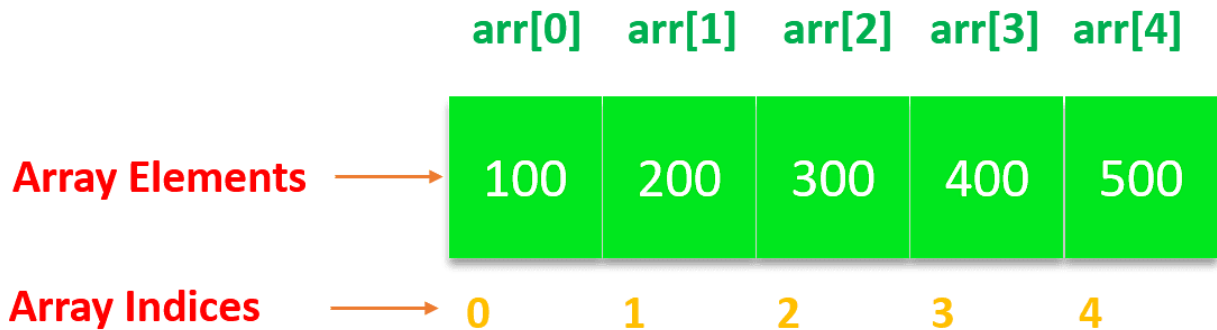 arr[0] arr[1] arr[2] arr[3] arr[4]
Array Elements 100 200 300 400 500
Array Indices 0 1 2 3 4